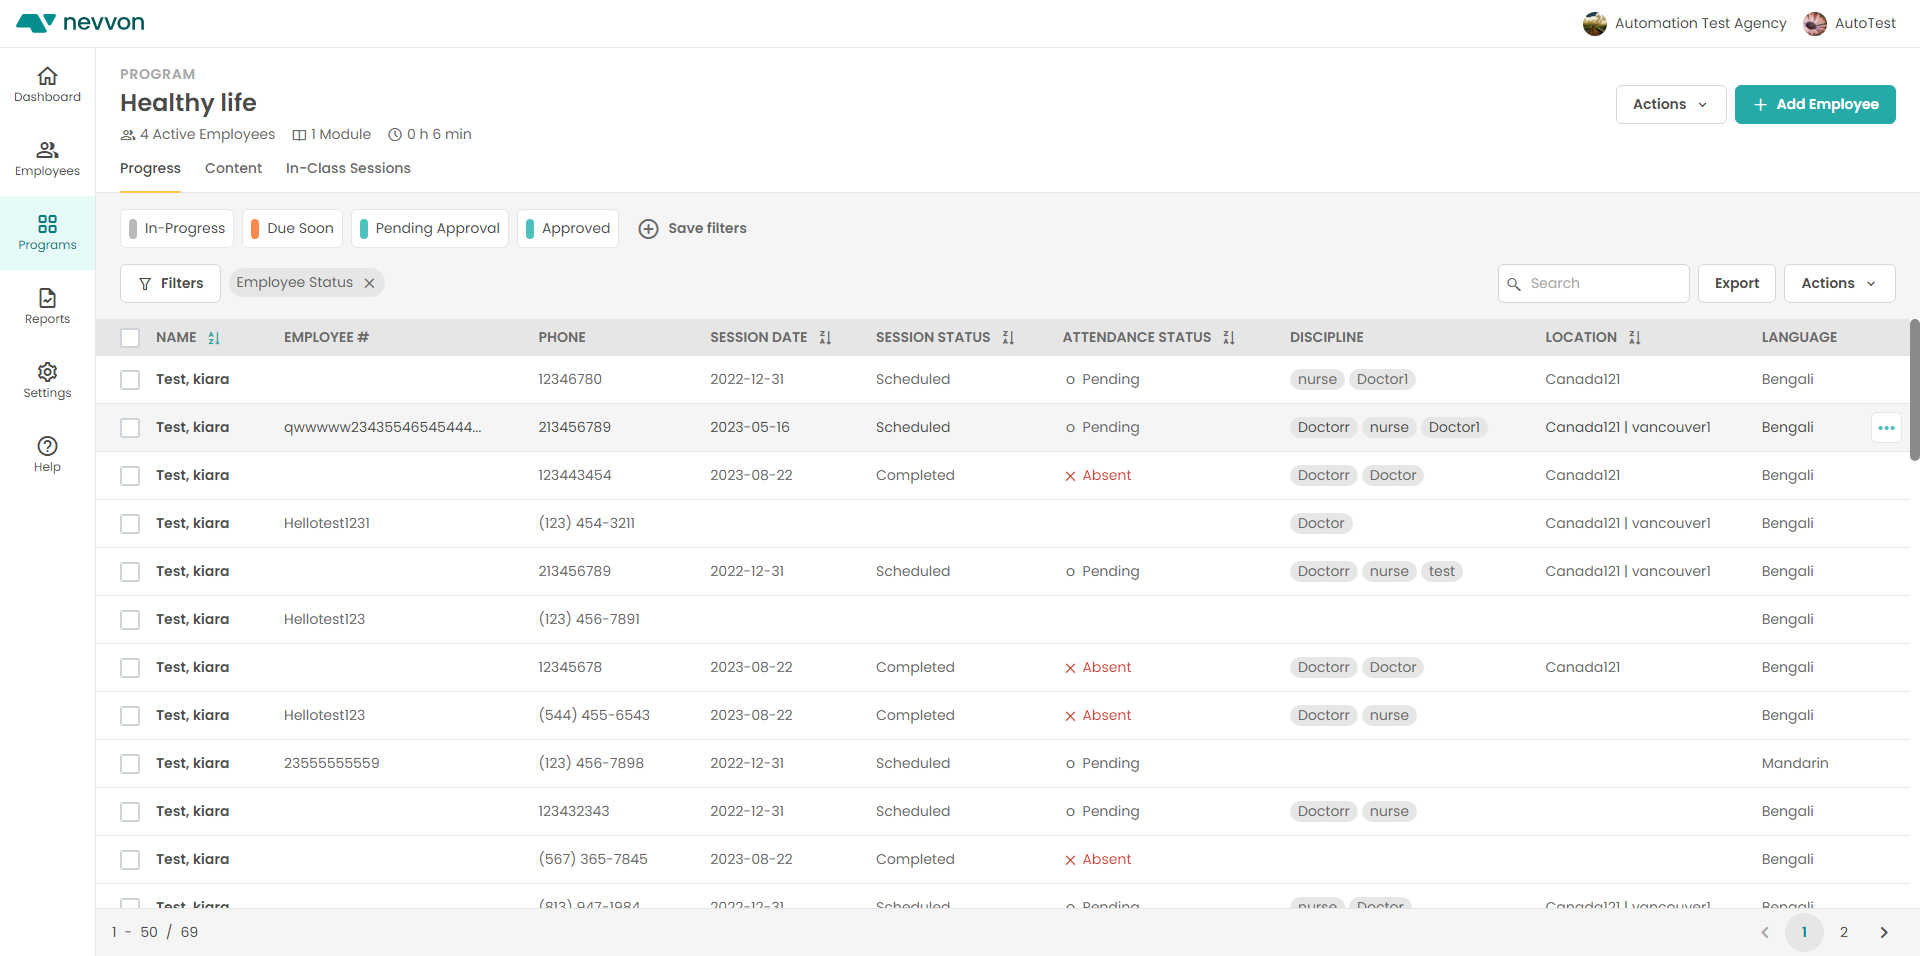 nevvon
Automation Test Agency
AutoTest
Dashboard
Employees
Programs
Reports
Settings
Help
PROGRAM
Healthy life
4 Active Employees 1 Module 0 h 6 min
Actions
Add Employee
Progress Content In-Class Sessions
In-Progress Due Soon Pending Approval Approved Save filters
Filters Employee Status
Search Export Actions
NAME EMPLOYEE # PHONE SESSION DATE SESSION STATUS ATTENDANCE STATUS DISCIPLINE LOCATION LANGUAGE
Test, kiara 12346780 2022-12-31 Scheduled Pending nurse Doctor1 Canada121 Bengali
Test, kiara qwwwww23435546545444... 213456789 2023-05-16 Scheduled Pending Doctorr nurse Doctor1 Canada121 | vancouver1 Bengali
Test, kiara 123443454 2023-08-22 Completed Absent Doctorr Doctor Canada121 Bengali
Test, kiara Hellotest1231 (123) 454-3211 Doctor Canada121 | vancouver1 Bengali
Test, kiara 213456789 2022-12-31 Scheduled Pending Doctorr nurse test Canada121 | vancouver1 Bengali
Test, kiara Hellotest123 (123) 456-7891 Bengali
Test, kiara 12345678 2023-08-22 Completed Absent Doctorr Doctor Canada121 Bengali
Test, kiara Hellotest123 (544) 455-6543 2023-08-22 Completed Absent Doctorr nurse Bengali
Test, kiara 23555555559 (123) 456-7898 2022-12-31 Scheduled Pending Mandarin
Test, kiara 123432343 2022-12-31 Scheduled Pending Doctorr nurse Bengali
Test, kiara (567) 365-7845 2023-08-22 Completed Absent Bengali
Test, kiara (813) 947-1984 2022-12-31 Scheduled Pending nurse Doctor Canada121 | vancouver1 Bengali
1 - 50 / 69
1 2